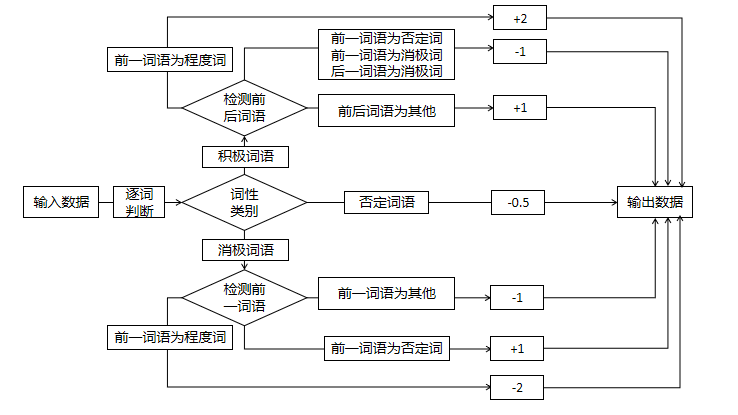 +2
前一词语为程度词
前一词语为否定词
前一词语为消极词
后一词语为消极词
-1
检测前
后词语
前后词语为其他
+1
积极词语
输入数据
逐词
判断
词性
类别
否定词语
-0.5
输出数据
消极词语
检测前
一词语
前一词语为其他
-1
前一词语为程度词
前一词语为否定词
+1
-2